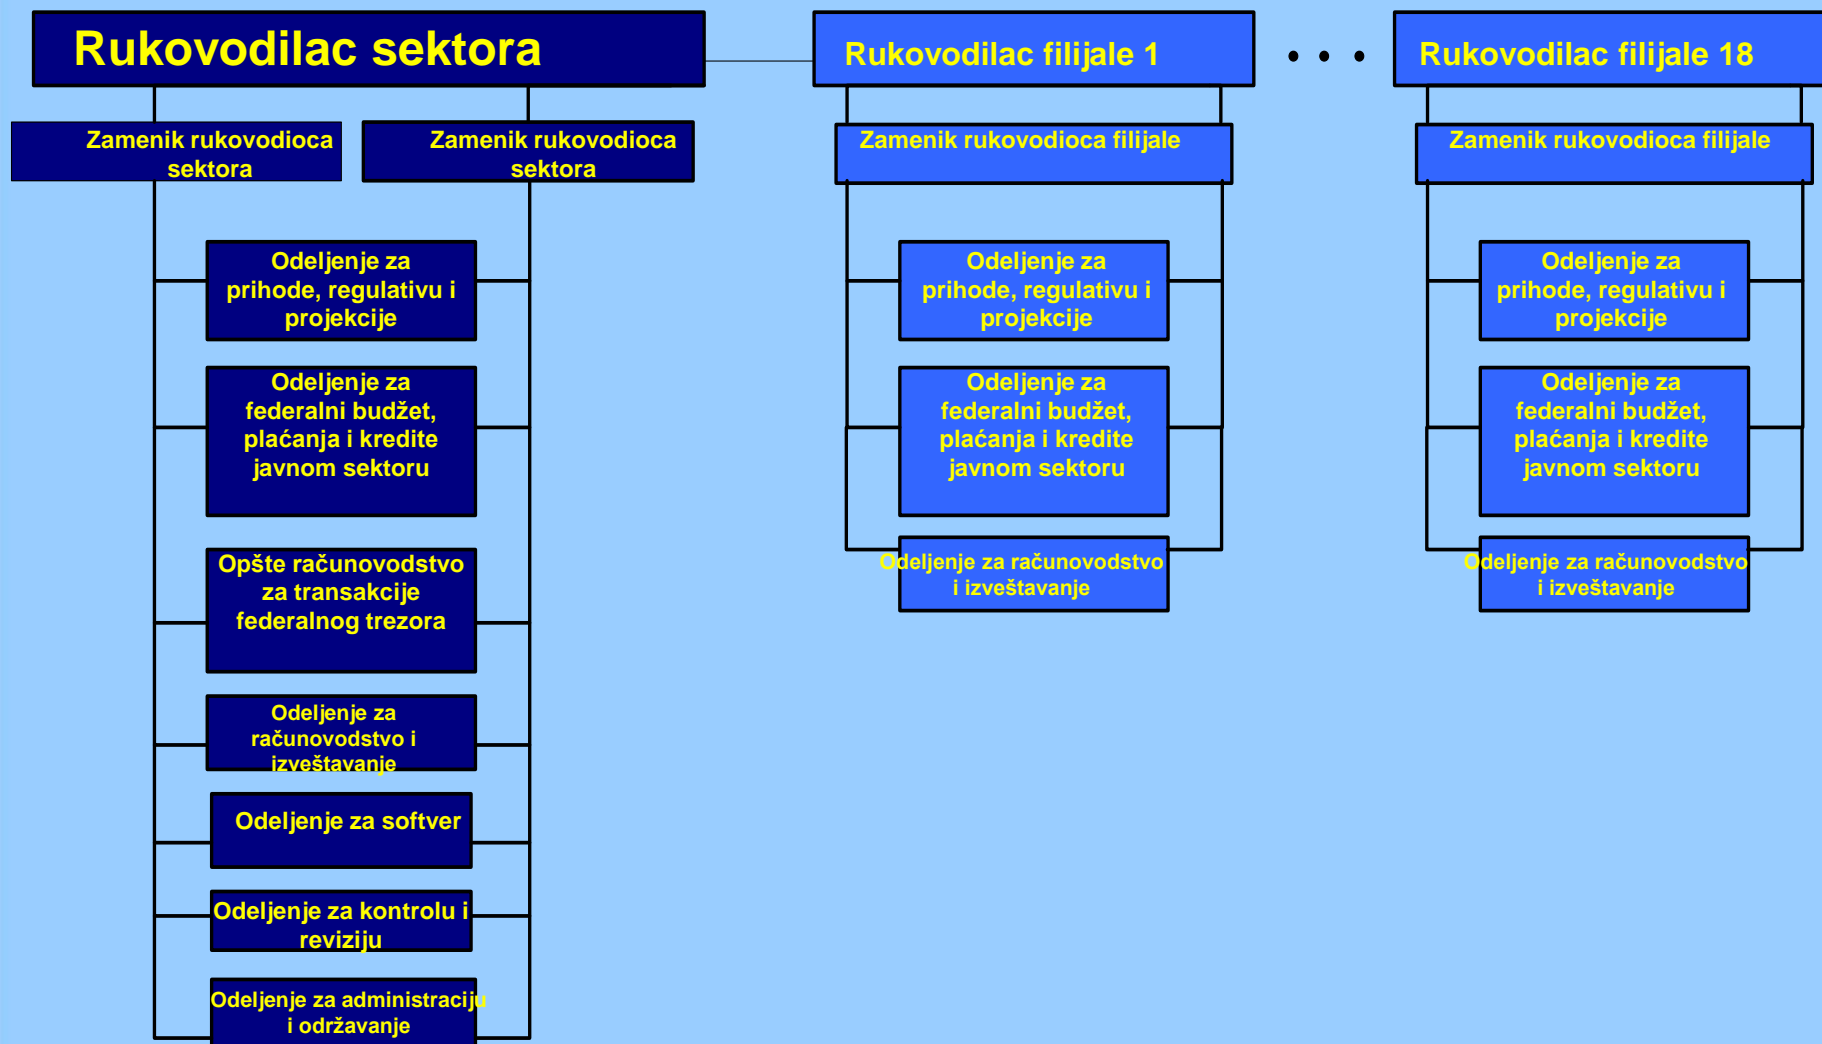 Rukovodilac sektora
Zamenik rukovodioca
sektora
Zamenik rukovodioca
sektora
Odeljenje za
prihode, regulativu i
projekcije
Odeljenje za
federalni budžet,
plaćanja i kredite
javnom sektoru
Opšte računovodstvo
za transakcije
federalnog trezora
Odeljenje za
računovodstvo i
izveštavanje
Odeljenje za softver
Odeljenje za kontrolu i
reviziju
Odeljenje za administraciju
i održavanje
Rukovodilac filijale 1
Zamenik rukovodioca filijale
Odeljenje za
prihode, regulativu i
projekcije
Odeljenje za
federalni budžet,
plaćanja i kredite
javnom sektoru
Odeljenje za računovodstvo
i izveštavanje
. . .
Rukovodilac filijale 18
Zamenik rukovodioca filijale
Odeljenje za
prihode, regulativu i
projekcije
Odeljenje za
federalni budžet,
plaćanja i kredite
javnom sektoru
Odeljenje za računovodstvo
i izveštavanje